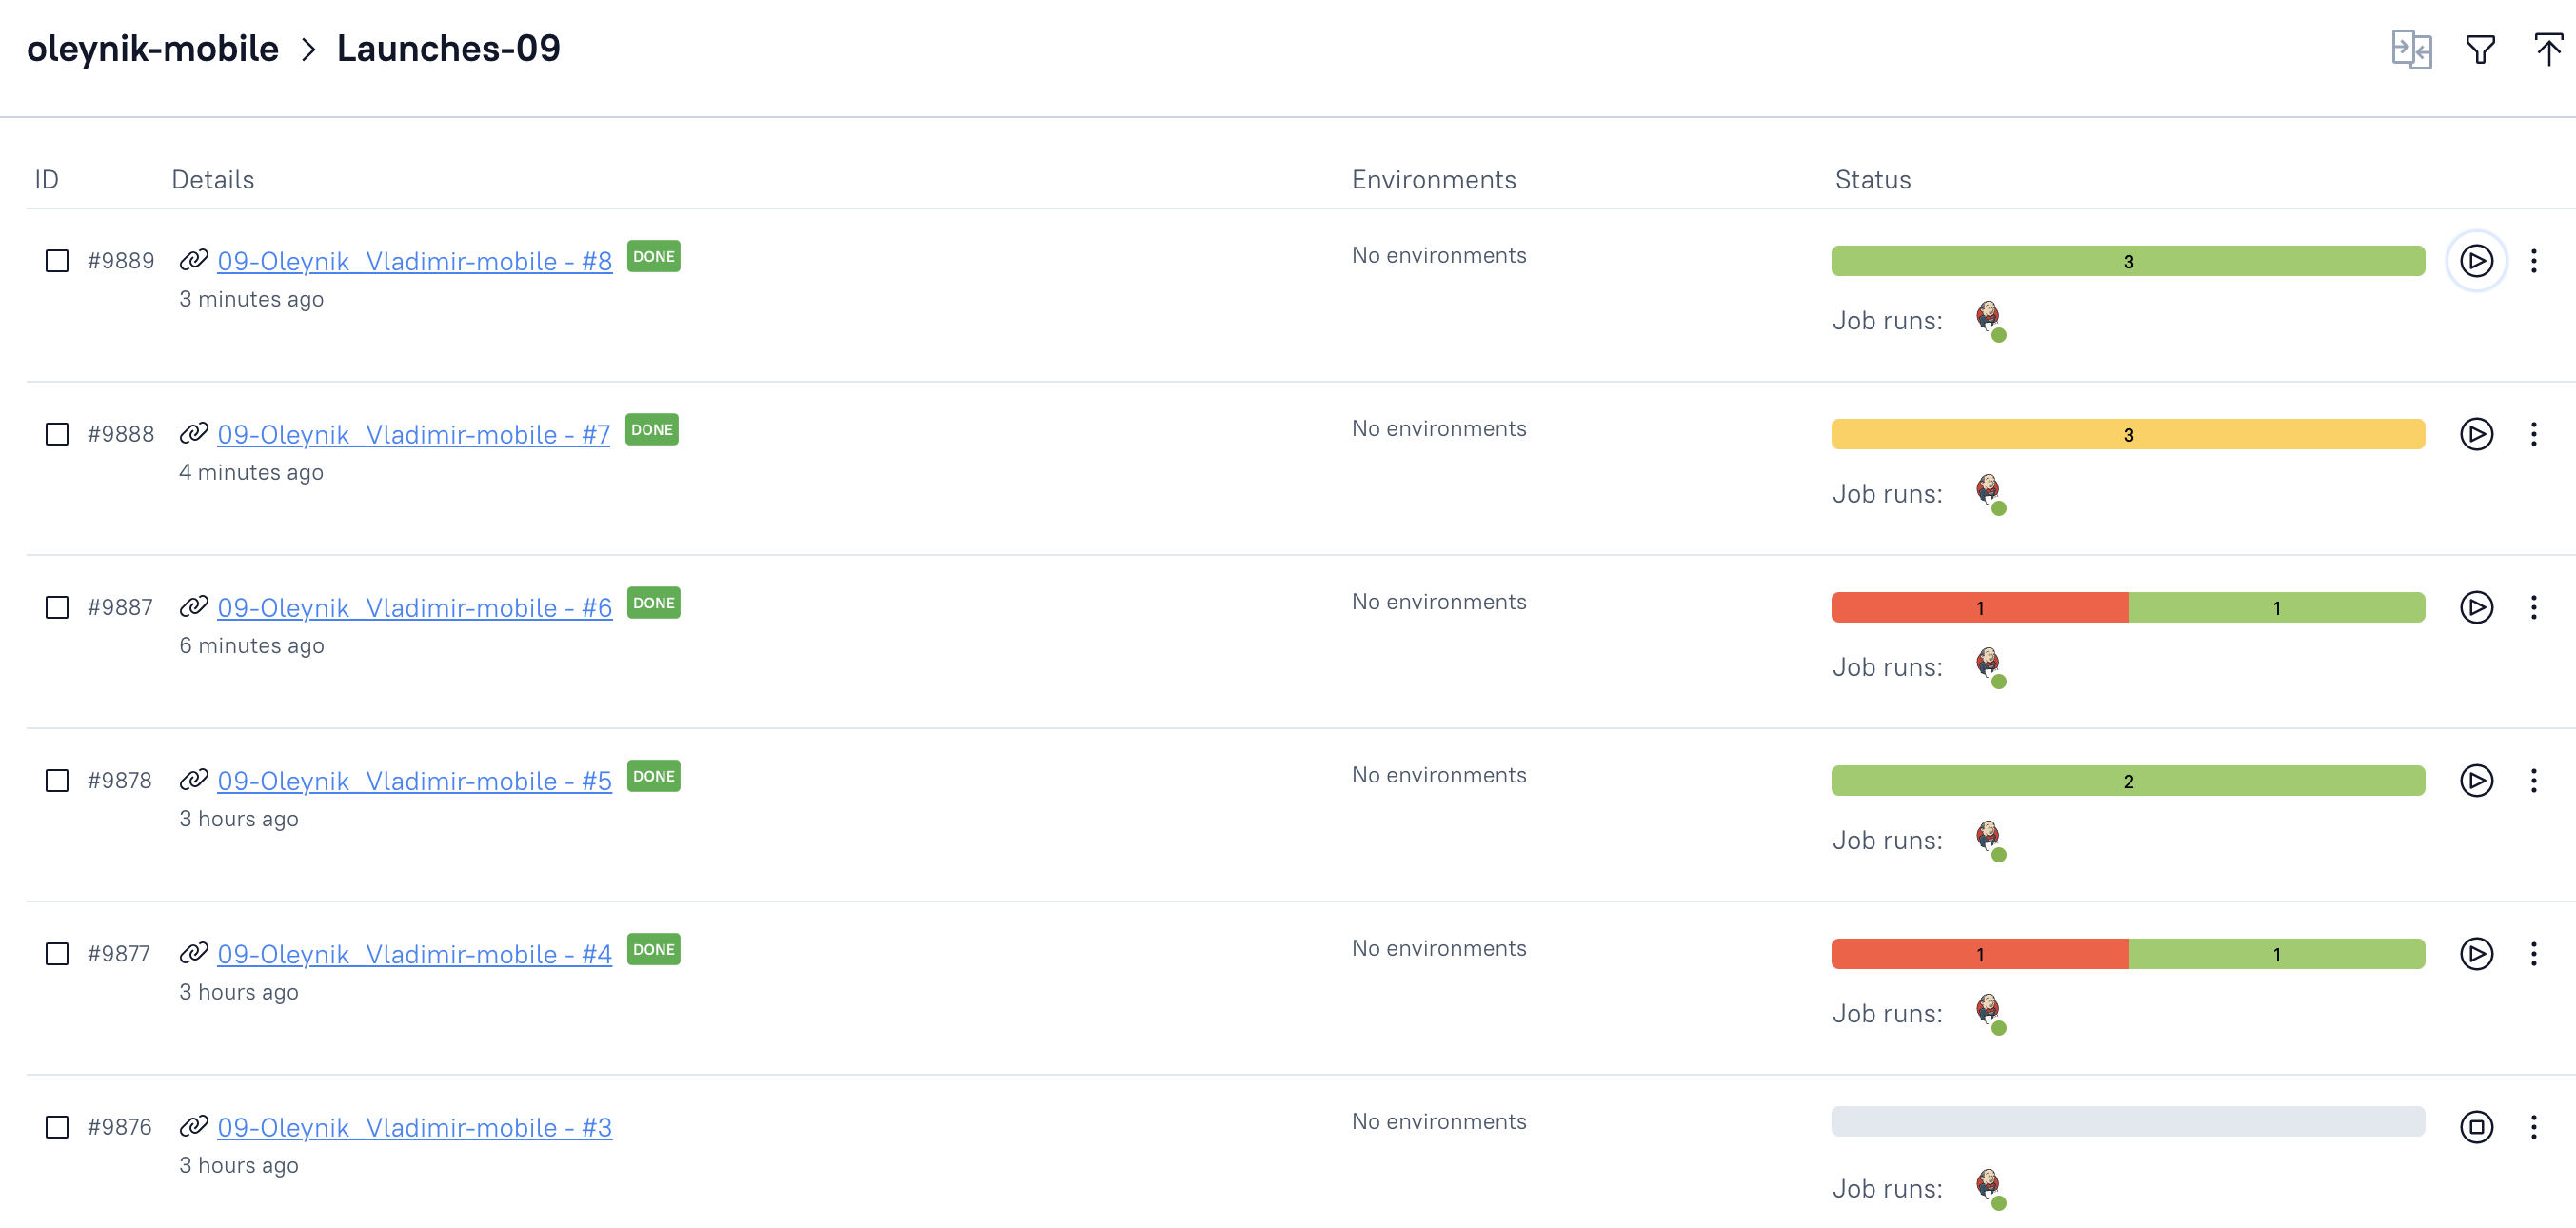 oleynik-mobile > Launches-09
ID Details Environments Status
#9889 09-Oleynik_Vladimir-mobile - #8 DONE No environments 3
3 minutes ago
Job runs:
#9888 09-Oleynik_Vladimir-mobile - #7 DONE No environments 3
4 minutes ago
Job runs:
#9887 09-Oleynik_Vladimir-mobile - #6 DONE No environments 1 1
6 minutes ago
Job runs:
#9878 09-Oleynik_Vladimir-mobile - #5 DONE No environments 2
3 hours ago
Job runs:
#9877 09-Oleynik_Vladimir-mobile - #4 DONE No environments 1 1
3 hours ago
Job runs:
#9876 09-Oleynik_Vladimir-mobile - #3 No environments
3 hours ago
Job runs: